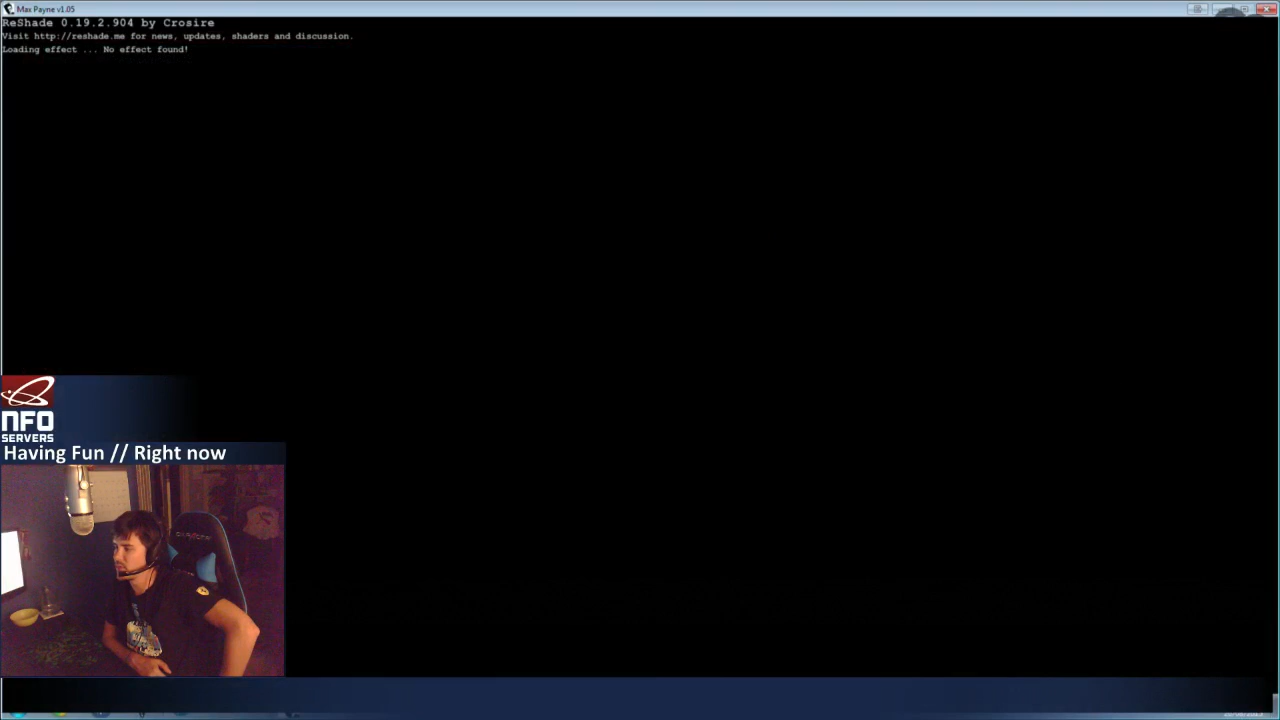 Max Payne v1.05
ReShade 0.19.2.904 by Crosire
Visit http://reshade.me for news, updates, shaders and discussion.
Loading effect ... No effect found!
NFO
SERVERS
Having Fun // Right now